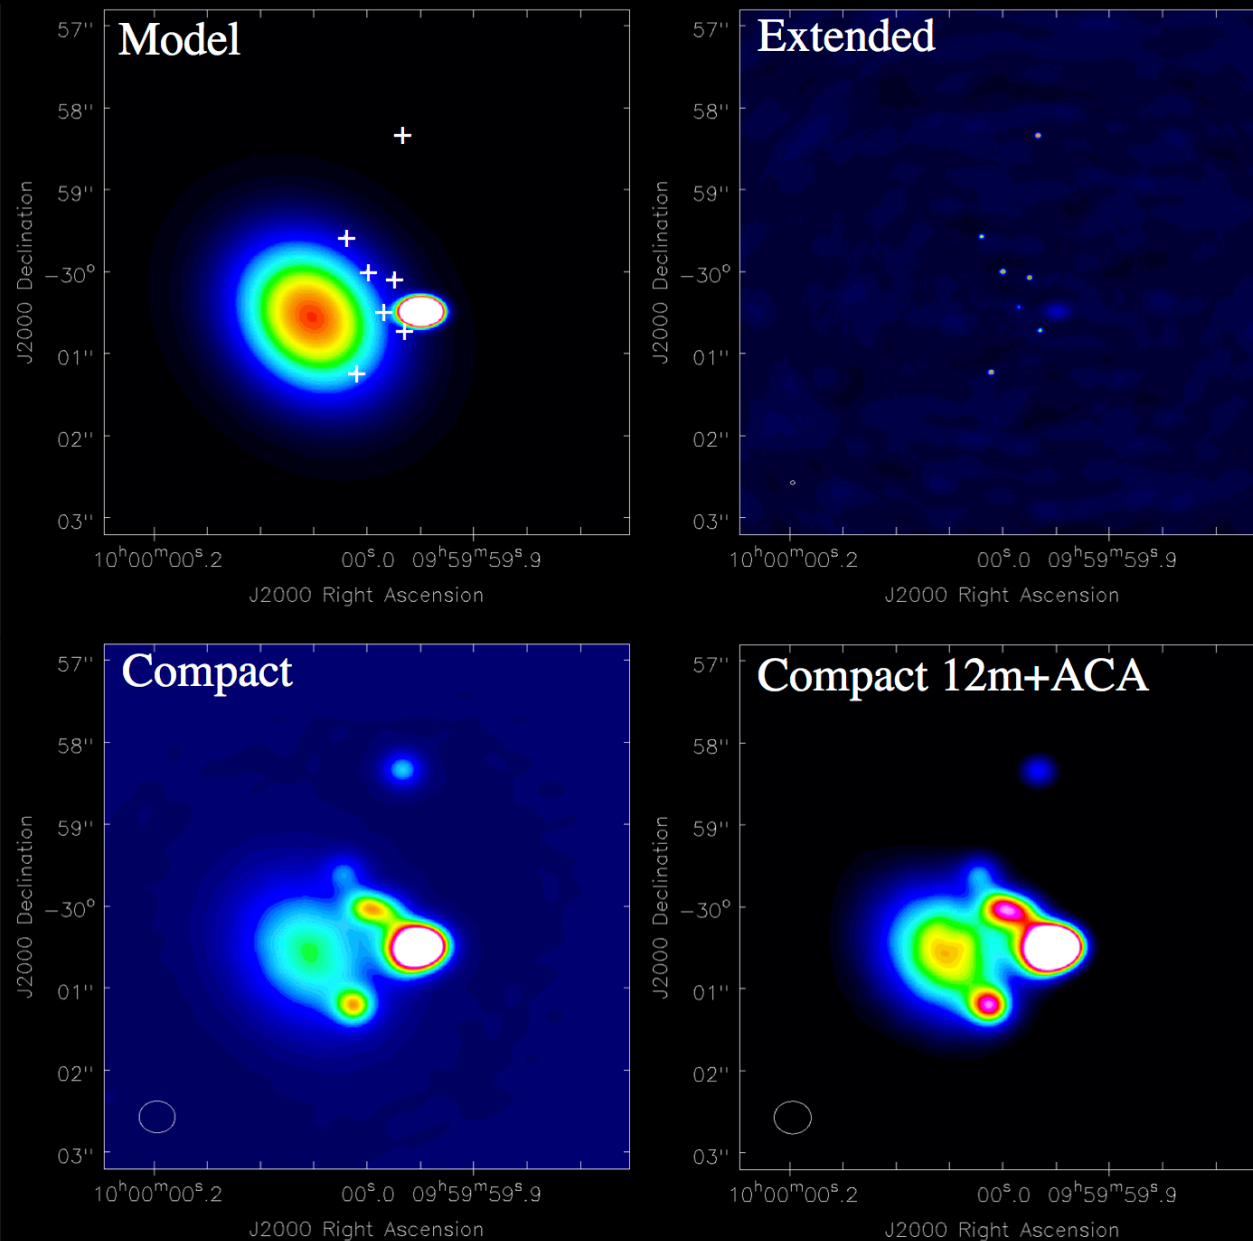 Model
57''
58''
59''
−30°
01''
02''
03''
J2000 Declination
10ʰ00ᵐ00ˢ.2
00ˢ.0
09ʰ59ᵐ59ˢ.9
J2000 Right Ascension
Extended
57''
58''
59''
−30°
01''
02''
03''
J2000 Declination
10ʰ00ᵐ00ˢ.2
00ˢ.0
09ʰ59ᵐ59ˢ.9
J2000 Right Ascension
Compact
57''
58''
59''
−30°
01''
02''
03''
J2000 Declination
10ʰ00ᵐ00ˢ.2
00ˢ.0
09ʰ59ᵐ59ˢ.9
J2000 Right Ascension
Compact 12m+ACA
57''
58''
59''
−30°
01''
02''
03''
J2000 Declination
10ʰ00ᵐ00ˢ.2
00ˢ.0
09ʰ59ᵐ59ˢ.9
J2000 Right Ascension